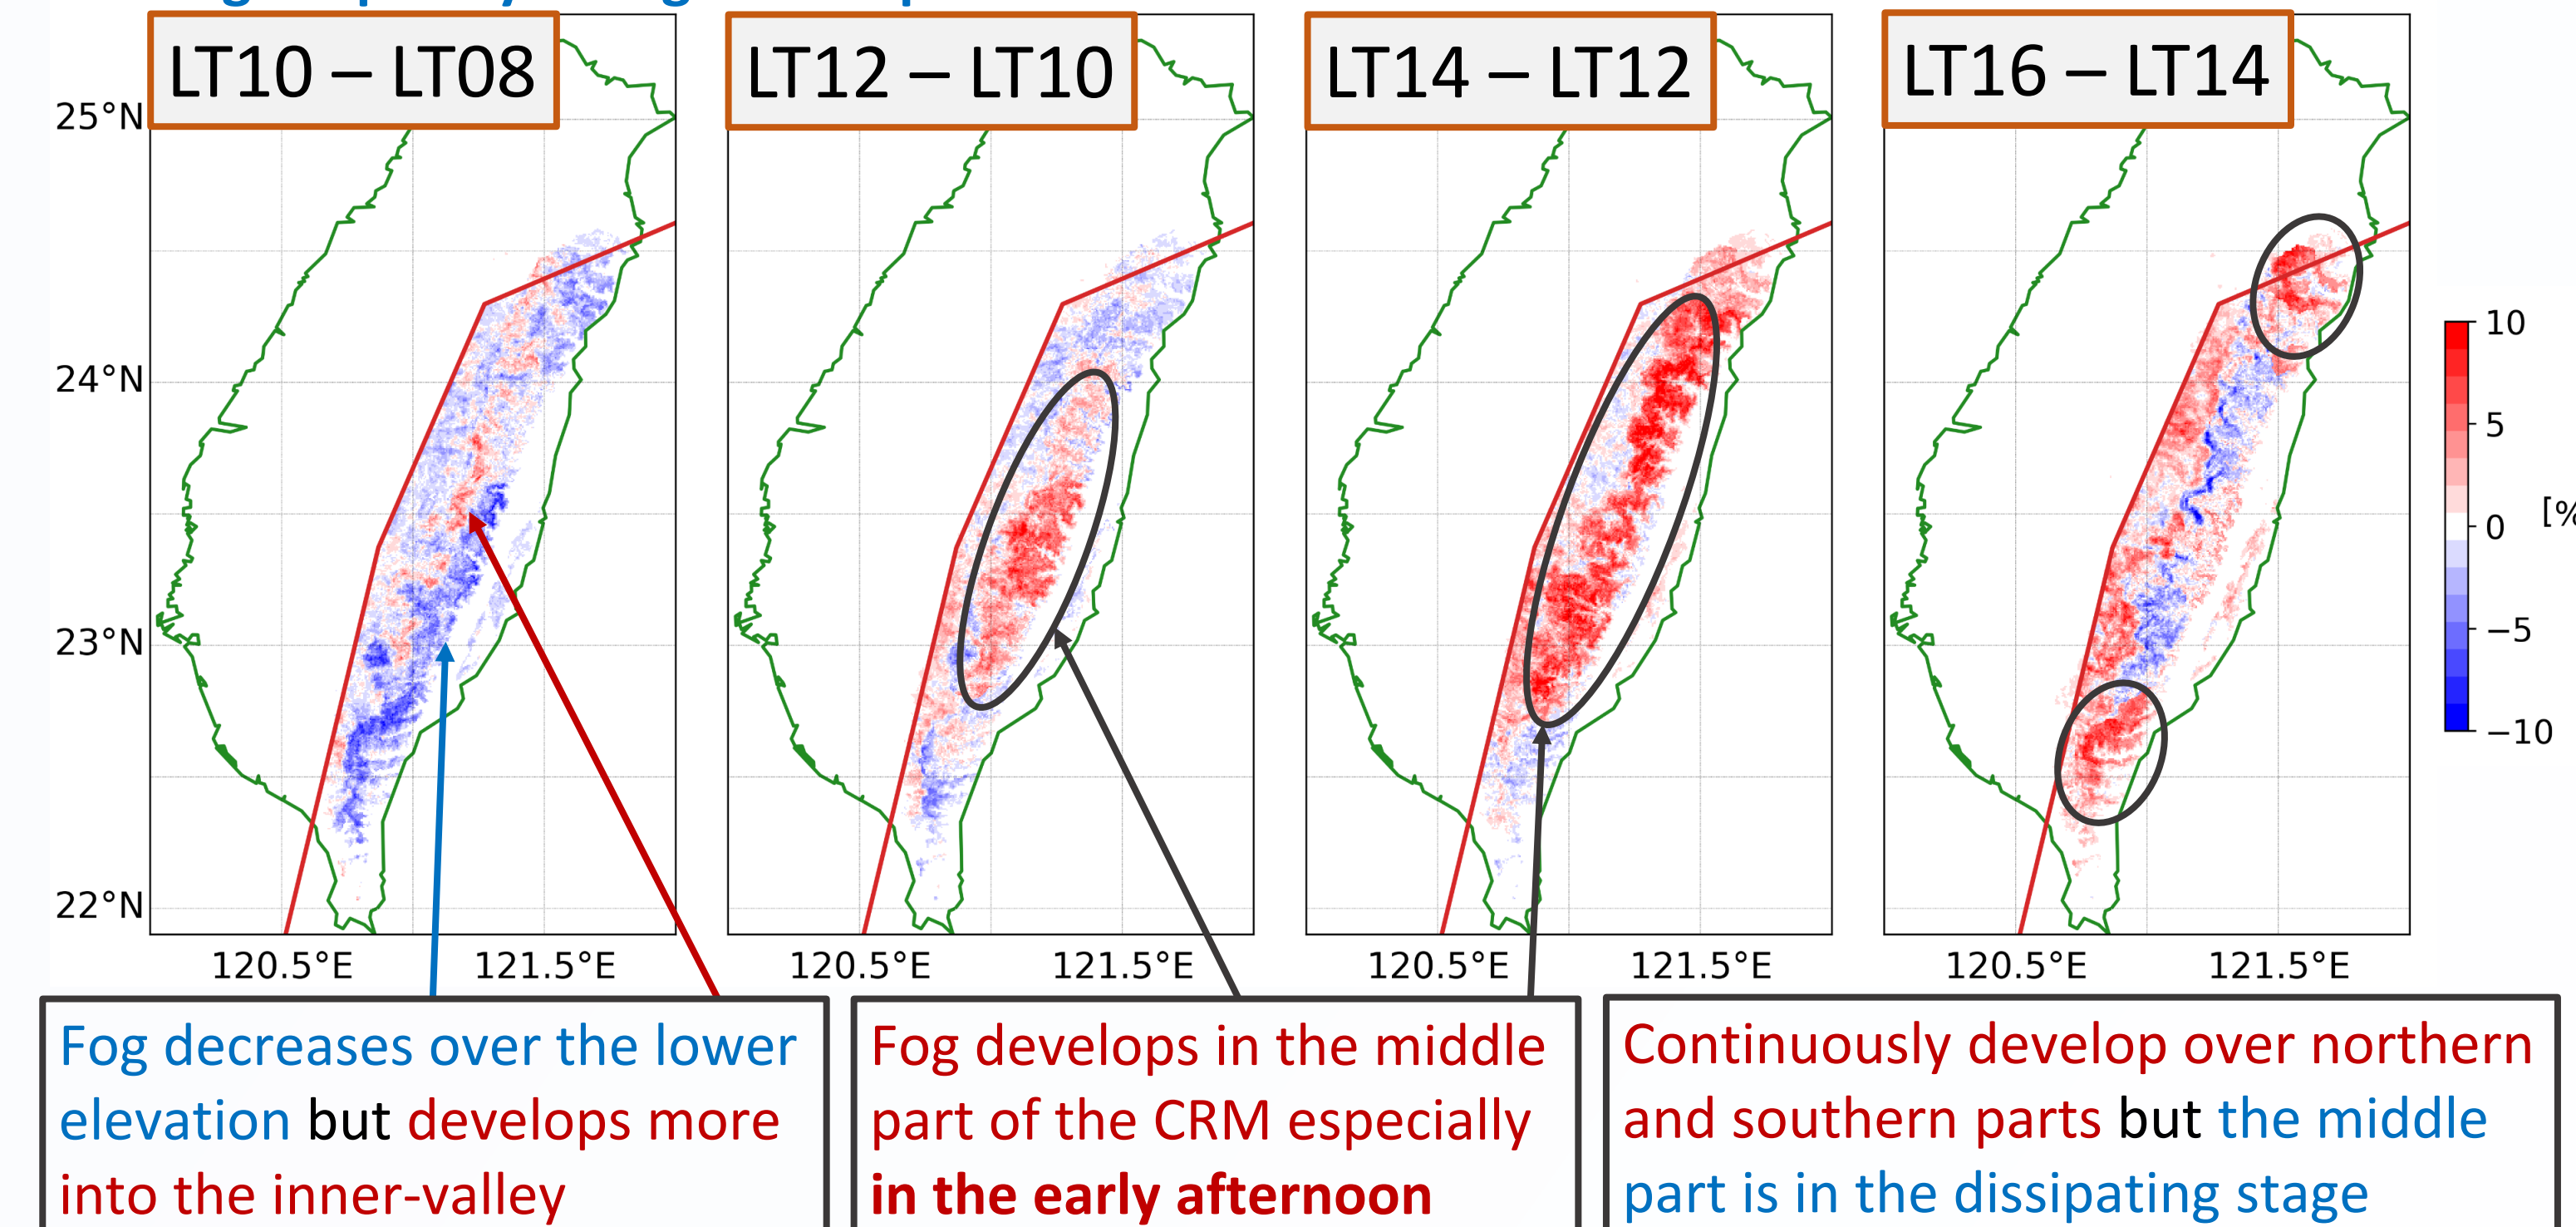 LT10 – LT08
LT12 – LT10
LT14 – LT12
LT16 – LT14
25°N
24°N
23°N
22°N
120.5°E 121.5°E
120.5°E 121.5°E
120.5°E 121.5°E
120.5°E 121.5°E
10
5
0
−5
−10
[%
Fog decreases over the lower
elevation but develops more
into the inner-valley
Fog develops in the middle
part of the CRM especially
in the early afternoon
Continuously develop over northern
and southern parts but the middle
part is in the dissipating stage